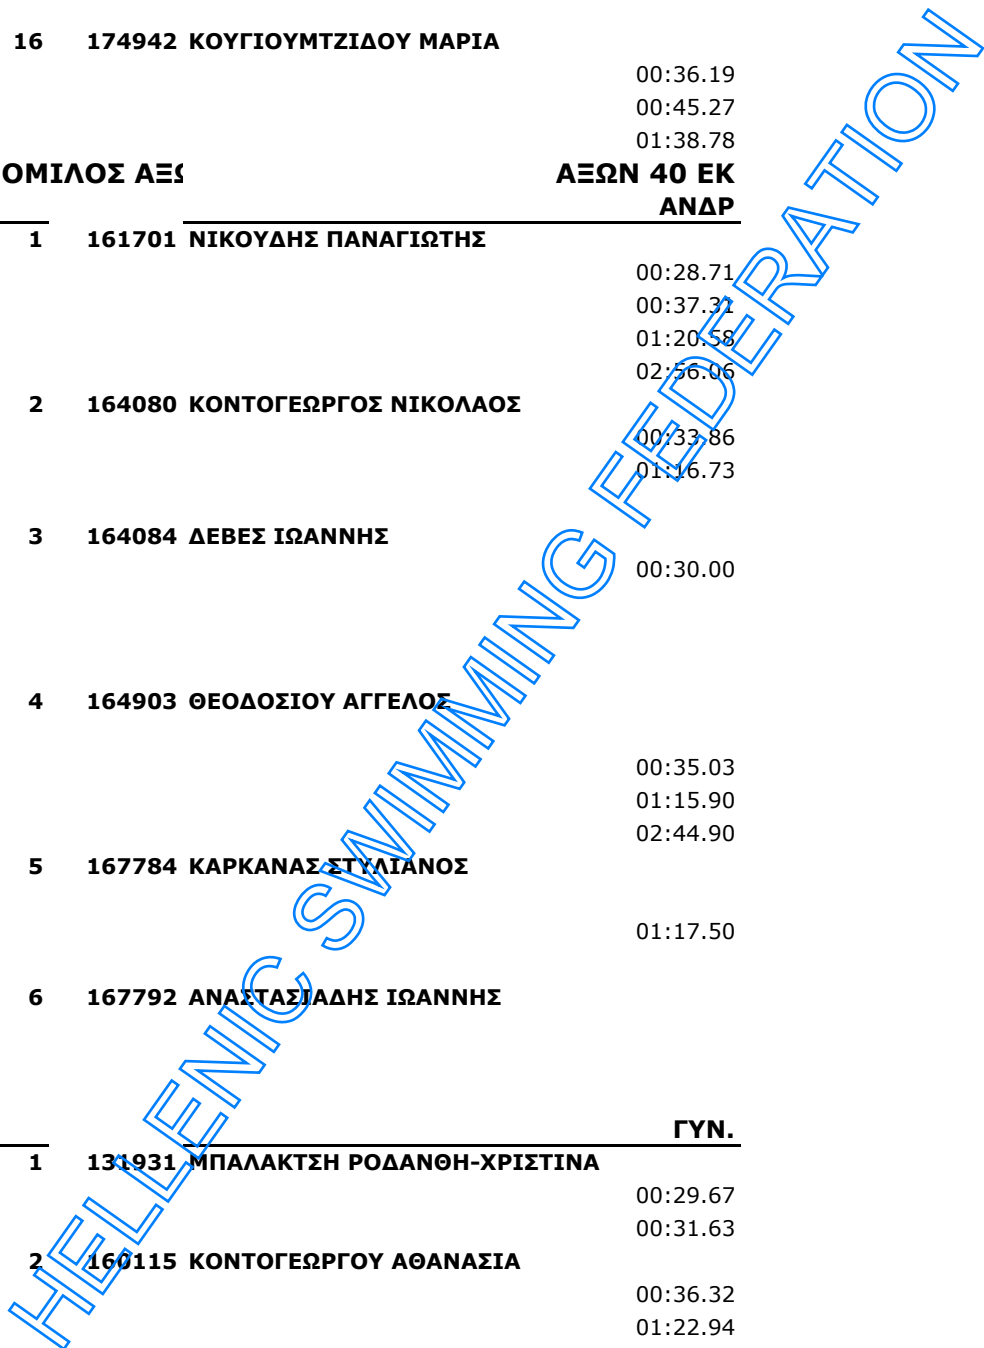 16 174942 ΚΟΥΓΙΟΥΜΤΖΙΔΟΥ ΜΑΡΙΑ
00:36.19
00:45.27
01:38.78
ΟΜΙΛΟΣ ΑΞΩ ΑΞΩΝ 40 ΕΚ
ΑΝΔΡ
1 161701 ΝΙΚΟΥΔΗΣ ΠΑΝΑΓΙΩΤΗΣ
00:28.71
00:37.31
01:20.58
02:56.06
2 164080 ΚΟΝΤΟΓΕΩΡΓΟΣ ΝΙΚΟΛΑΟΣ
00:33.86
01:16.73
3 164084 ΔΕΒΕΣ ΙΩΑΝΝΗΣ
00:30.00
4 164903 ΘΕΟΔΟΣΙΟΥ ΑΓΓΕΛΟΣ
00:35.03
01:15.90
02:44.90
5 167784 ΚΑΡΚΑΝΑΣ ΣΤΥΛΙΑΝΟΣ
01:17.50
6 167792 ΑΝΑΣΤΑΣΙΑΔΗΣ ΙΩΑΝΝΗΣ
ΓΥΝ.
1 131931 ΜΠΑΛΑΚΤΣΗ ΡΟΔΑΝΘΗ-ΧΡΙΣΤΙΝΑ
00:29.67
00:31.63
2 160115 ΚΟΝΤΟΓΕΩΡΓΟΥ ΑΘΑΝΑΣΙΑ
00:36.32
01:22.94
HELLENIC SWIMMING FEDERATION